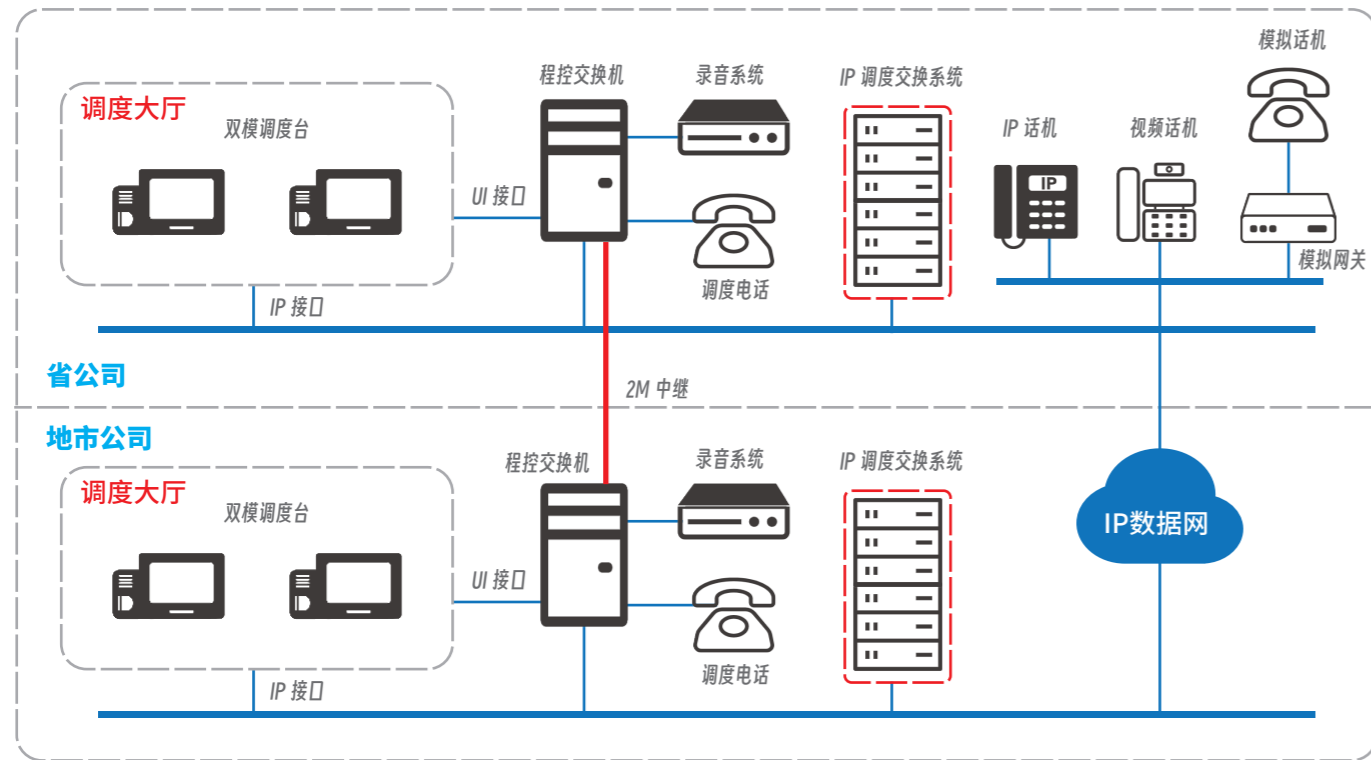 模拟话机
程控交换机
录音系统
IP 调度交换系统
调度大厅
双模调度台
IP 话机
视频话机
IP
UI 接口
模拟网关
调度电话
IP 接口
省公司
2M 中继
地市公司
程控交换机
录音系统
IP 调度交换系统
调度大厅
双模调度台
IP数据网
UI 接口
调度电话
IP 接口